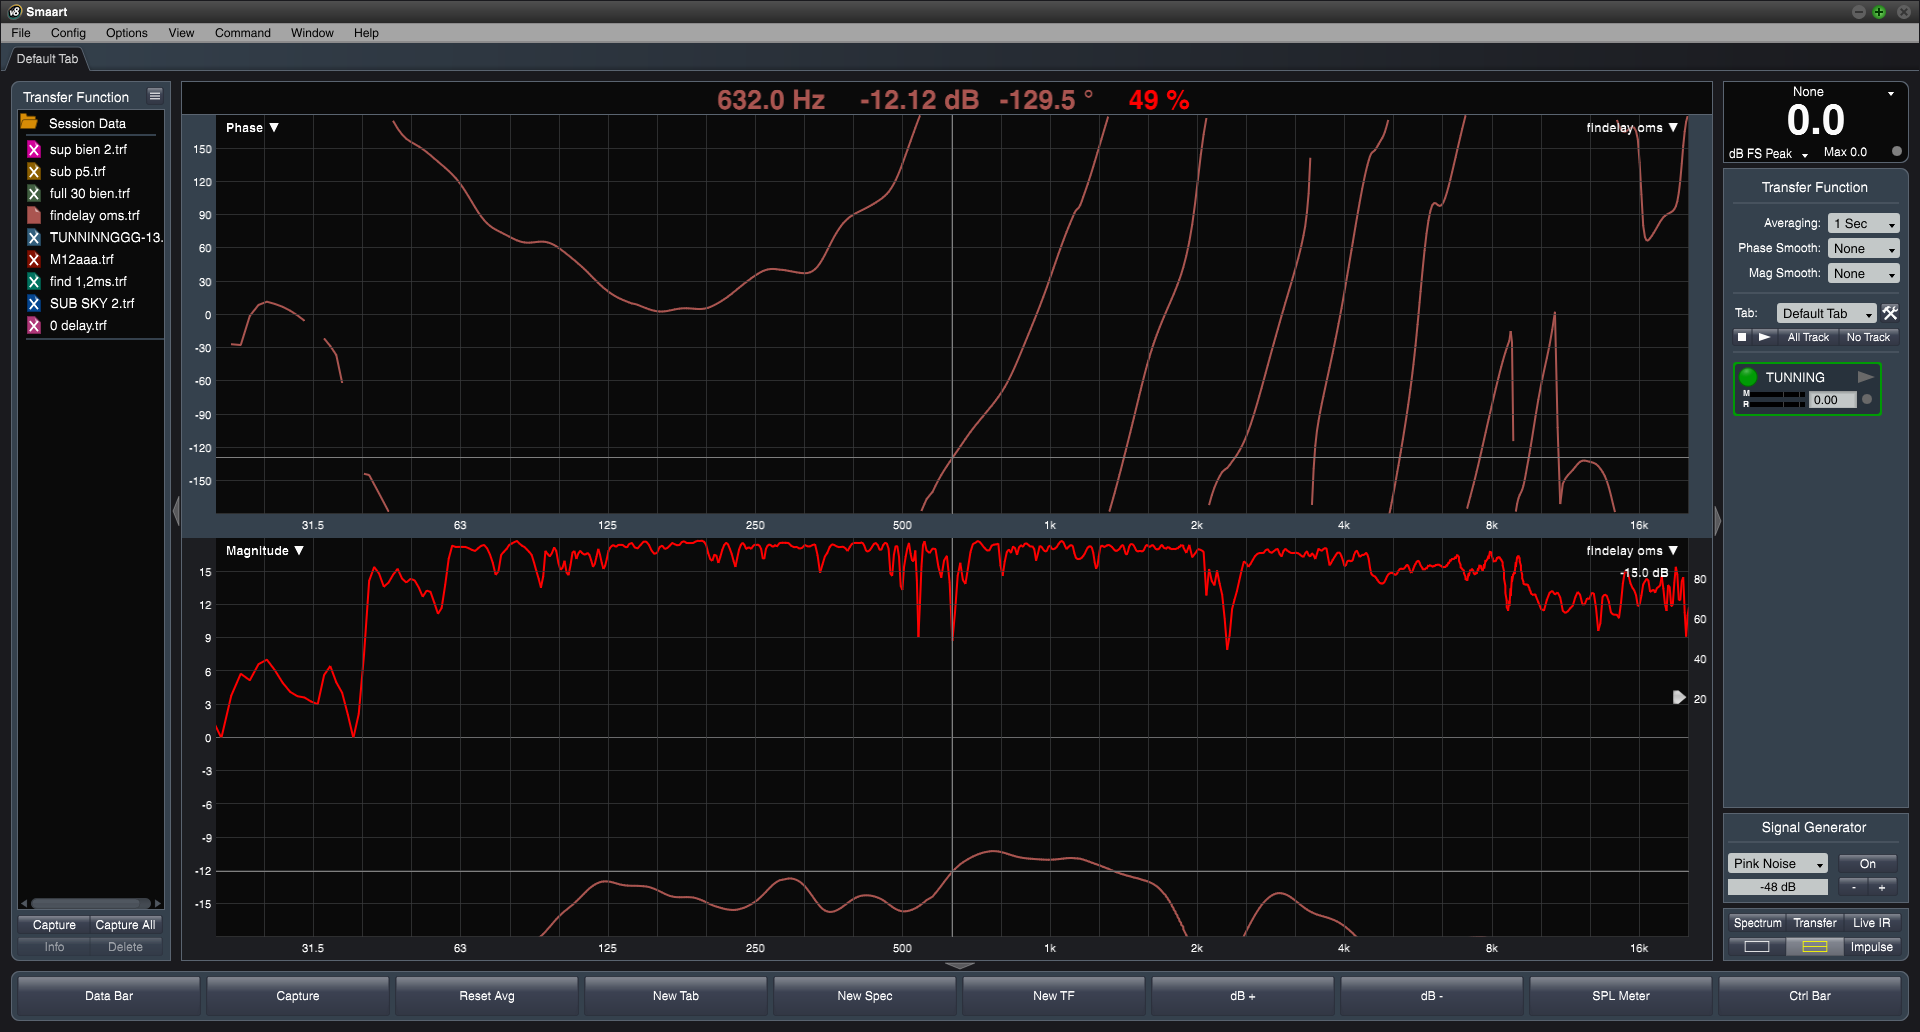 v8 Smaart
File Config Options View Command Window Help
Default Tab
Transfer Function
Session Data
sup bien 2.trf
sub p5.trf
full 30 bien.trf
findelay oms.trf
TUNNINNGGG-13.
M12aaa.trf
find 1,2ms.trf
SUB SKY 2.trf
0 delay.trf
Capture Capture All
Info Delete
632.0 Hz -12.12 dB -129.5 ° 49 %
Phase ▼ findelay oms ▼
150
120
90
60
30
0
-30
-60
-90
-120
-150
31.5 63 125 250 500 1k 2k 4k 8k 16k
Magnitude ▼ findelay oms ▼
-15.0 dB
15
12
9
6
3
0
-3
-6
-9
-12
-15
80
60
40
20
31.5 63 125 250 500 1k 2k 4k 8k 16k
None
0.0
dB FS Peak Max 0.0
Transfer Function
Averaging: 1 Sec
Phase Smooth: None
Mag Smooth: None
Tab: Default Tab
All Track No Track
TUNNING
M
R
0.00
Signal Generator
Pink Noise On
-48 dB - +
Spectrum Transfer Live IR
Impulse
Data Bar Capture Reset Avg New Tab New Spec New TF dB + dB - SPL Meter Ctrl Bar